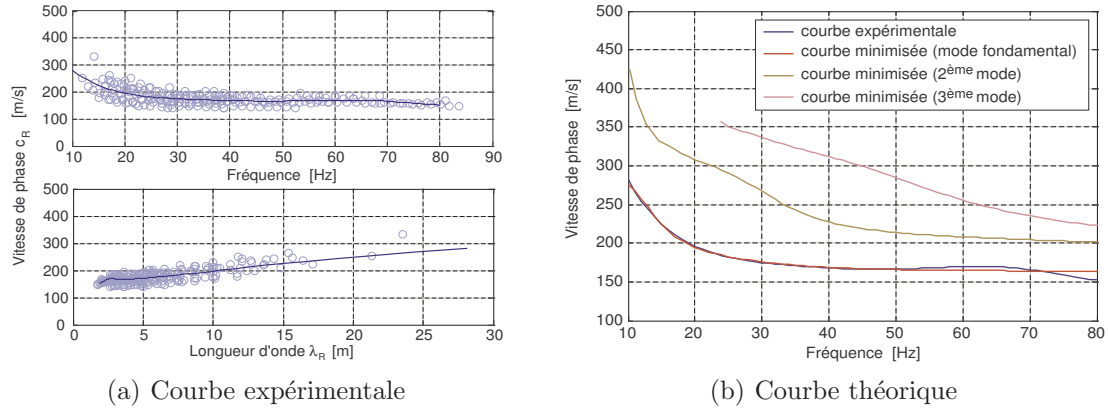 500
400
300
200
100
0
10 20 30 40 50 60 70 80 90
Fréquence [Hz]
Vitesse de phase c_R [m/s]
500
400
300
200
100
0
0 5 10 15 20 25 30
Longueur d'onde λ_R [m]
(a) Courbe expérimentale
500
450
400
350
300
250
200
150
100
Vitesse de phase [m/s]
courbe expérimentale
courbe minimisée (mode fondamental)
courbe minimisée (2ème mode)
courbe minimisée (3ème mode)
10 20 30 40 50 60 70 80
Fréquence [Hz]
(b) Courbe théorique